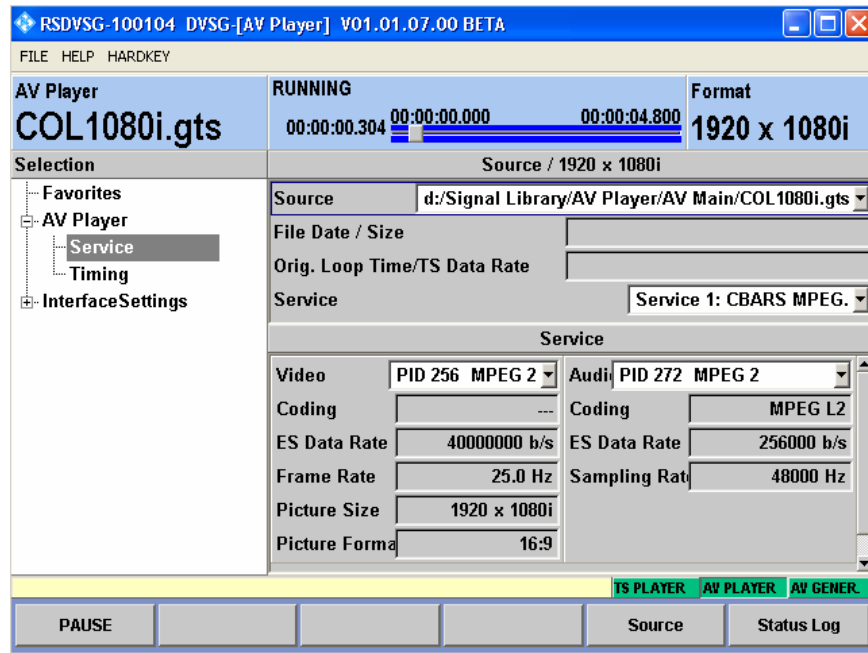 RSDVSG-100104 DVSG-[AV Player] V01.01.07.00 BETA
FILE HELP HARDKEY
AV Player
COL1080i.gts
RUNNING
00:00:00.304 00:00:00.000 00:00:04.800
Format
1920 x 1080i
Selection
Favorites
AV Player
Service
Timing
InterfaceSettings
Source / 1920 x 1080i
Source d:/Signal Library/AV Player/AV Main/COL1080i.gts
File Date / Size
Orig. Loop Time/TS Data Rate
Service Service 1: CBARS MPEG.
Service
Video PID 256 MPEG 2 Audi PID 272 MPEG 2
Coding --- Coding MPEG L2
ES Data Rate 40000000 b/s ES Data Rate 256000 b/s
Frame Rate 25.0 Hz Sampling Rat 48000 Hz
Picture Size 1920 x 1080i
Picture Forma 16:9
TS PLAYER AV PLAYER AV GENER.
PAUSE Source Status Log